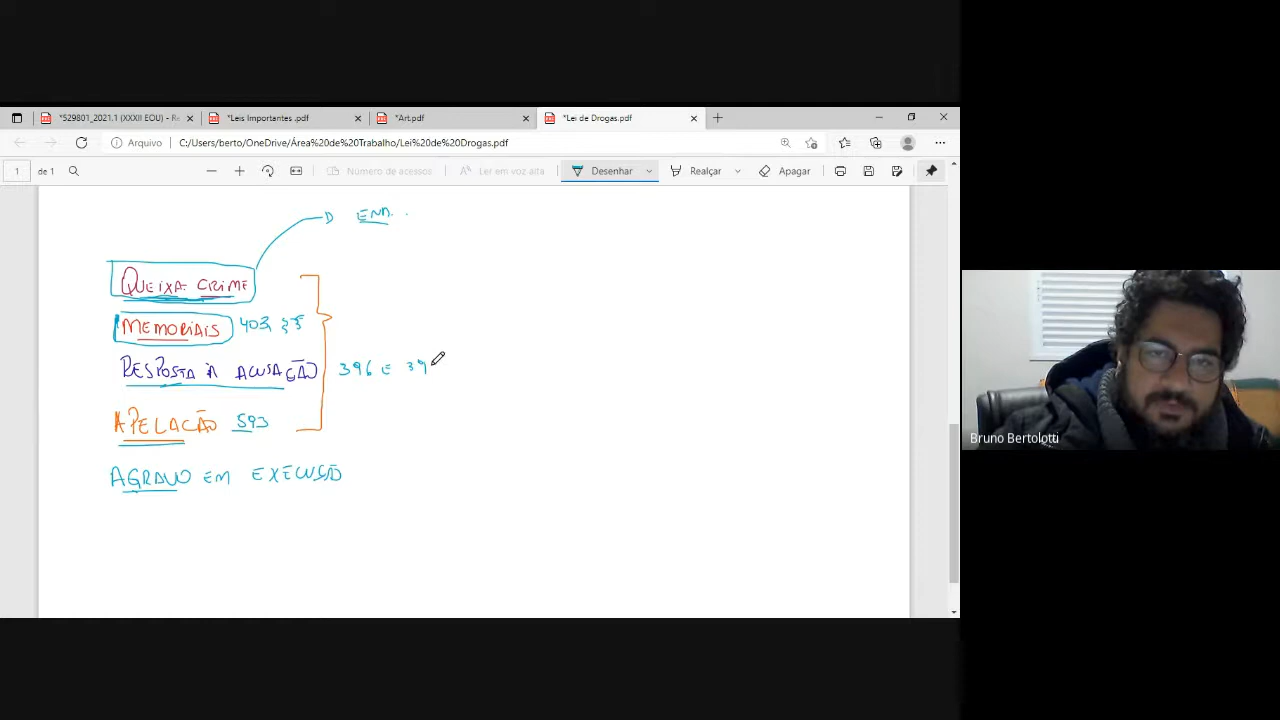 *529801_2021.1 (XXXII EOU) - Re
*Leis Importantes .pdf
*Art.pdf
*Lei de Drogas.pdf
Arquivo
C:/Users/berto/OneDrive/Área%20de%20Trabalho/Lei%20de%20Drogas.pdf
1 de 1
Número de acessos
Ler em voz alta
Desenhar
Realçar
Apagar
QUEIXA-CRIME
MEMORIAIS 403, §3º
RESPOSTA À ACUSAÇÃO 396 E 39
APELAÇÃO 593
AGRAVO EM EXECUSÃO
Bruno Bertolotti